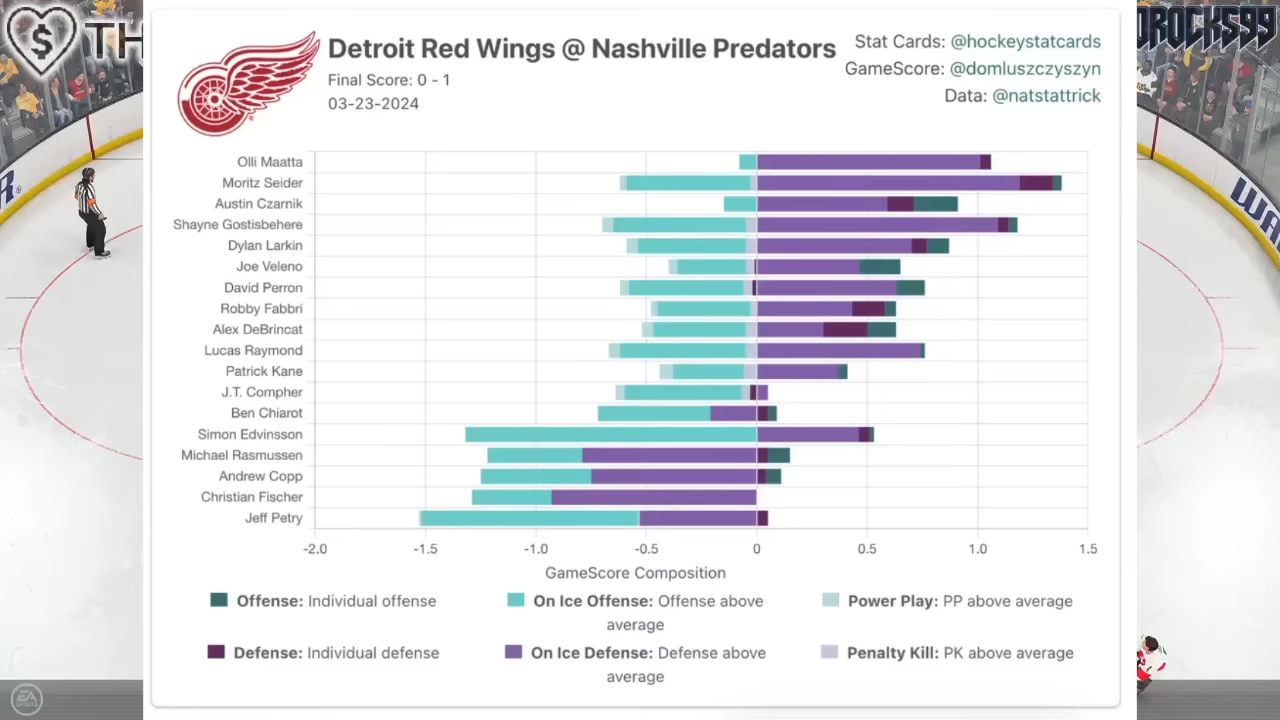 TH
DROCKS99
Detroit Red Wings @ Nashville Predators
Final Score: 0 - 1
03-23-2024
Stat Cards: @hockeystatcards
GameScore: @domluszczyszyn
Data: @natstattrick
Olli Maatta
Moritz Seider
Austin Czarnik
Shayne Gostisbehere
Dylan Larkin
Joe Veleno
David Perron
Robby Fabbri
Alex DeBrincat
Lucas Raymond
Patrick Kane
J.T. Compher
Ben Chiarot
Simon Edvinsson
Michael Rasmussen
Andrew Copp
Christian Fischer
Jeff Petry
-2.0 -1.5 -1.0 -0.5 0 0.5 1.0 1.5
GameScore Composition
Offense: Individual offense
On Ice Offense: Offense above
average
Power Play: PP above average
Defense: Individual defense
On Ice Defense: Defense above
average
Penalty Kill: PK above average